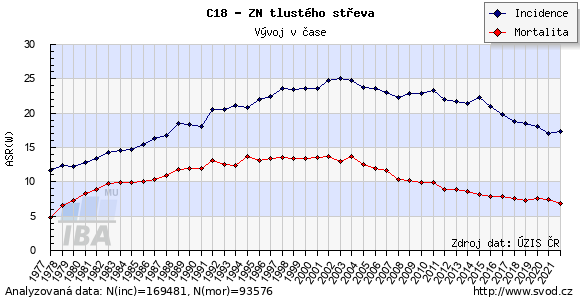 C18 - ZN tlustého střeva
Vývoj v čase
Incidence
Mortalita
ASR(W)
30
25
20
15
10
5
0
MU
IBA
Zdroj dat: ÚZIS ČR
1977 1978 1979 1980 1981 1982 1983 1984 1985 1986 1987 1988 1989 1990 1991 1992 1993 1994 1995 1996 1997 1998 1999 2000 2001 2002 2003 2004 2005 2006 2007 2008 2009 2010 2011 2012 2013 2014 2015 2016 2017 2018 2019 2020 2021
Analyzovaná data: N(inc)=169481, N(mor)=93576
http://www.svod.cz